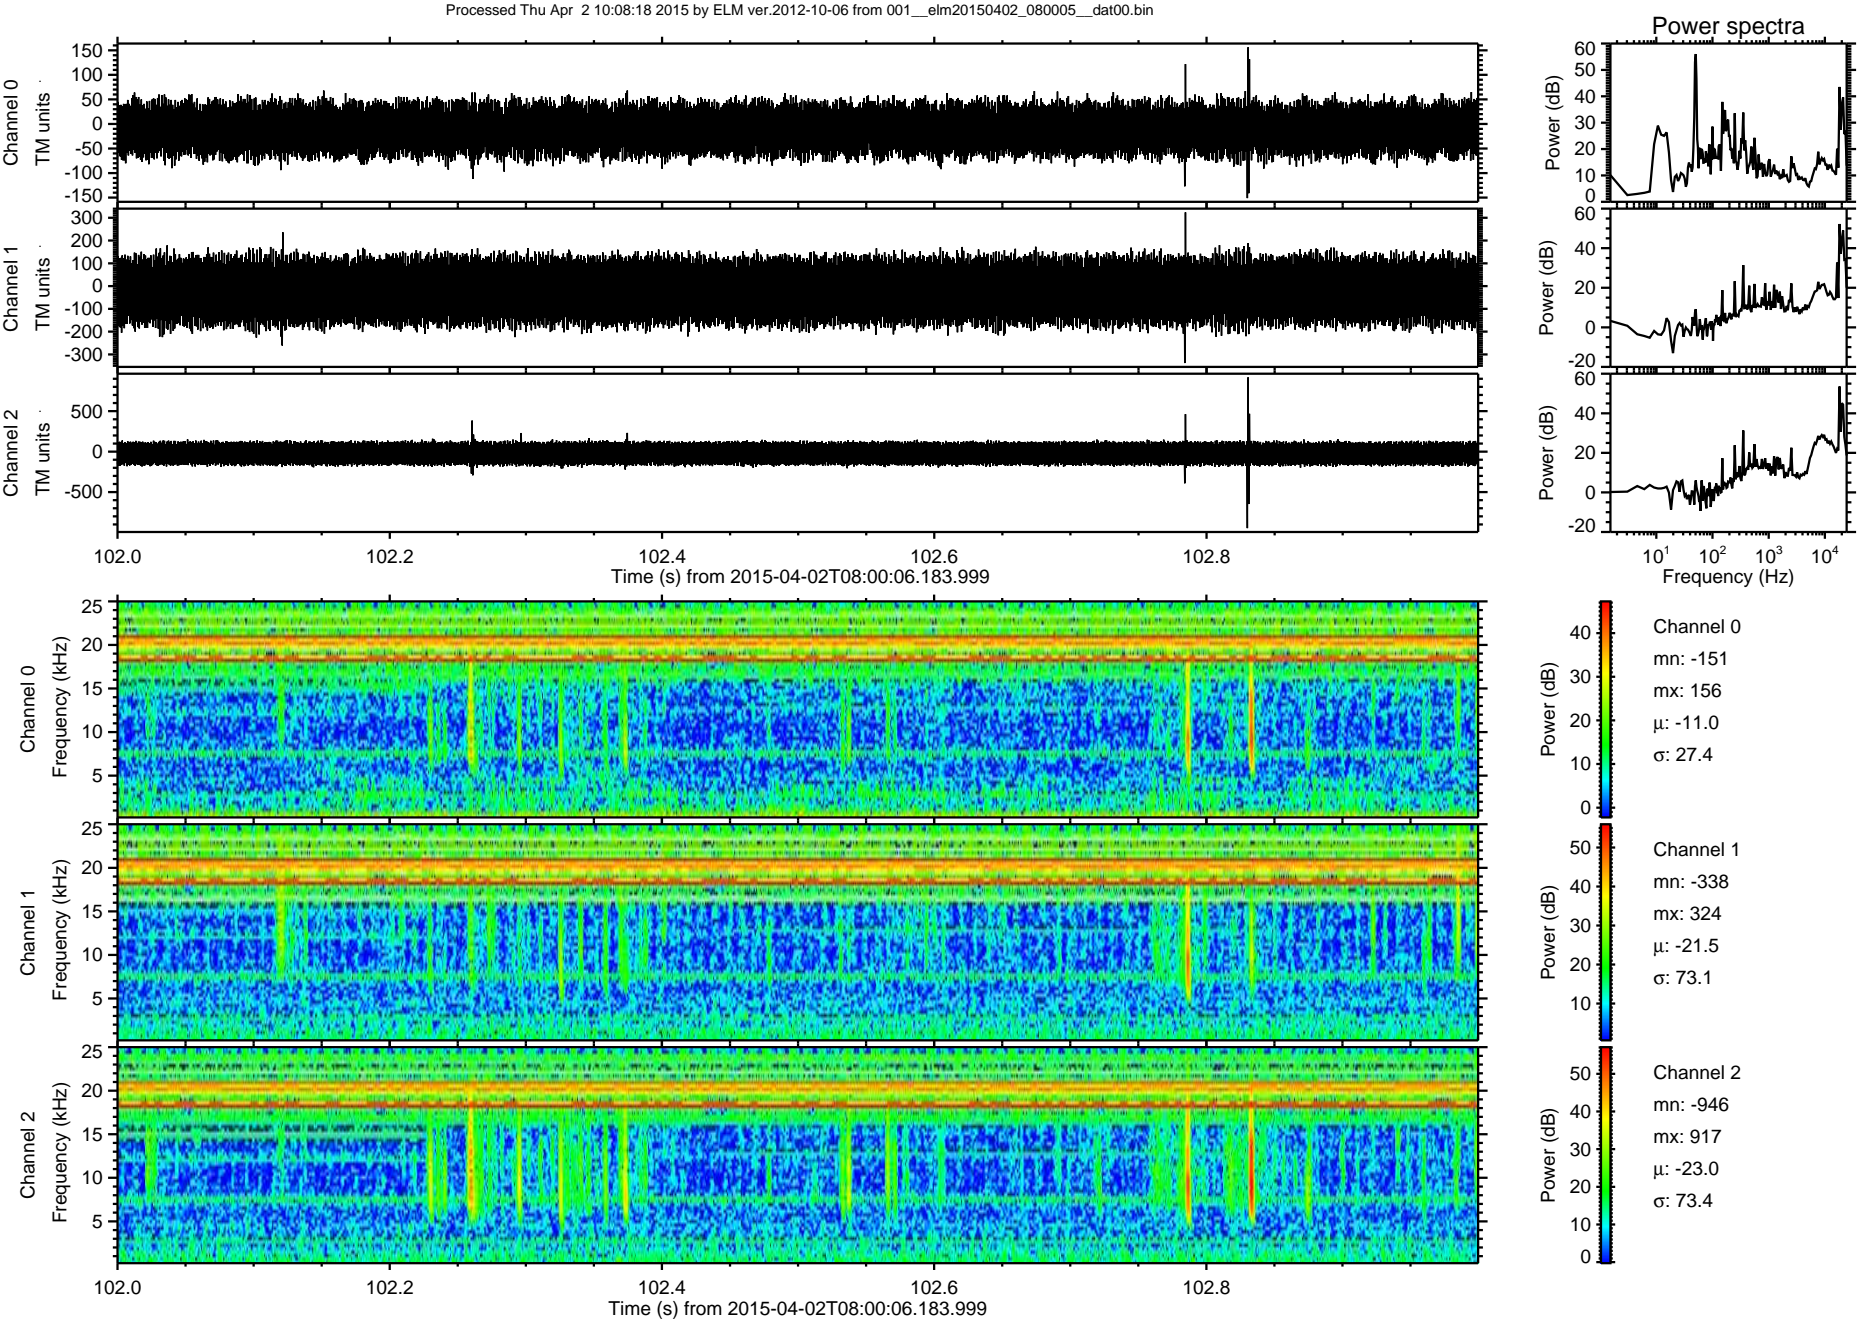 Processed Thu Apr  2 10:08:18 2015 by ELM ver.2012-10-06 from 001__elm20150402_080005__dat00.bin
Power spectra
Channel 0
TM units
150
100
50
0
-50
-100
-150
Power (dB)
60
50
40
30
20
10
0
Channel 1
TM units
300
200
100
0
-100
-200
-300
Power (dB)
60
40
20
0
-20
Channel 2
TM units
500
0
-500
Power (dB)
60
40
20
0
-20
102.0 102.2 102.4 102.6 102.8
Time (s) from 2015-04-02T08:00:06.183.999
10¹ 10² 10³ 10⁴
Frequency (Hz)
Channel 0
Frequency (kHz)
25
20
15
10
5
Power (dB)
40
30
20
10
0
Channel 0
mn: -151
mx: 156
μ: -11.0
σ: 27.4
Channel 1
Frequency (kHz)
25
20
15
10
5
Power (dB)
50
40
30
20
10
Channel 1
mn: -338
mx: 324
μ: -21.5
σ: 73.1
Channel 2
Frequency (kHz)
25
20
15
10
5
Power (dB)
50
40
30
20
10
0
Channel 2
mn: -946
mx: 917
μ: -23.0
σ: 73.4
102.0 102.2 102.4 102.6 102.8
Time (s) from 2015-04-02T08:00:06.183.999